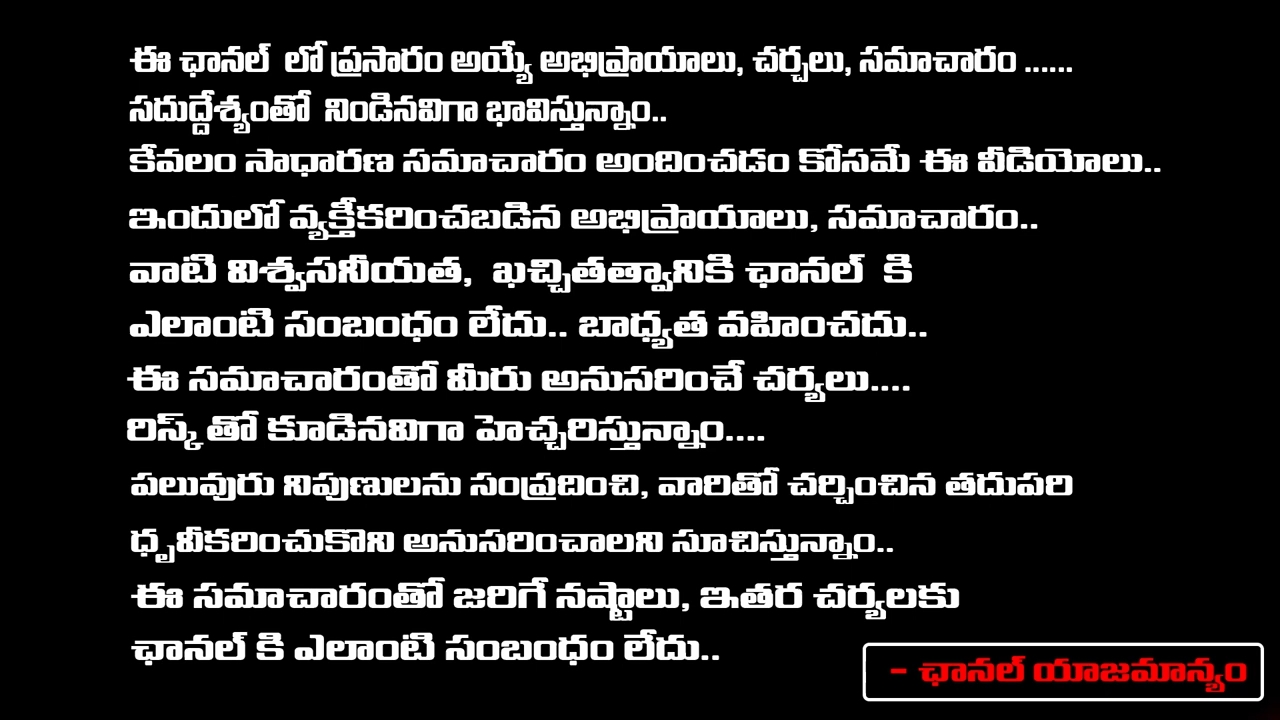 ఈ ఛానల్ లో ప్రసారం అయ్యే అభిప్రాయాలు, చర్చలు, సమాచారం ......
సదుద్దేశ్యంతో నిండినవిగా భావిస్తున్నాం..
కేవలం సాధారణ సమాచారం అందించడం కోసమే ఈ వీడియోలు..
ఇందులో వ్యక్తీకరించబడిన అభిప్రాయాలు, సమాచారం..
వాటి విశ్వసనీయత, ఖచ్చితత్వానికి ఛానల్ కి
ఎలాంటి సంబంధం లేదు.. బాధ్యత వహించదు..
ఈ సమాచారంతో మీరు అనుసరించే చర్యలు....
రిస్క్ తో కూడినవిగా హెచ్చరిస్తున్నాం....
పలువురు నిపుణులను సంప్రదించి, వారితో చర్చించిన తదుపరి
ధృవీకరించుకొని అనుసరించాలని సూచిస్తున్నాం..
ఈ సమాచారంతో జరిగే నష్టాలు, ఇతర చర్యలకు
ఛానల్ కి ఎలాంటి సంబంధం లేదు..
- ఛానల్ యాజమాన్యం